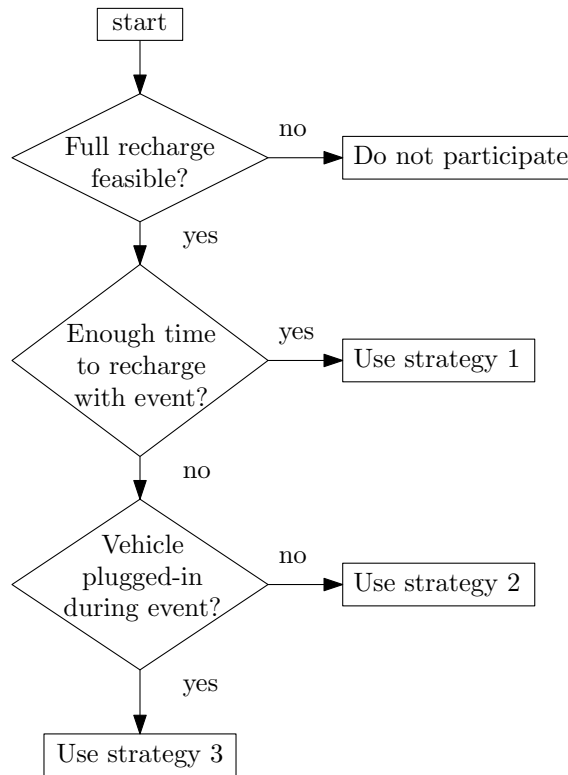 start
no
Full recharge
feasible?
Do not participate
yes
Enough time
to recharge
with event?
yes
Use strategy 1
no
Vehicle
plugged-in
during event?
no
Use strategy 2
yes
Use strategy 3